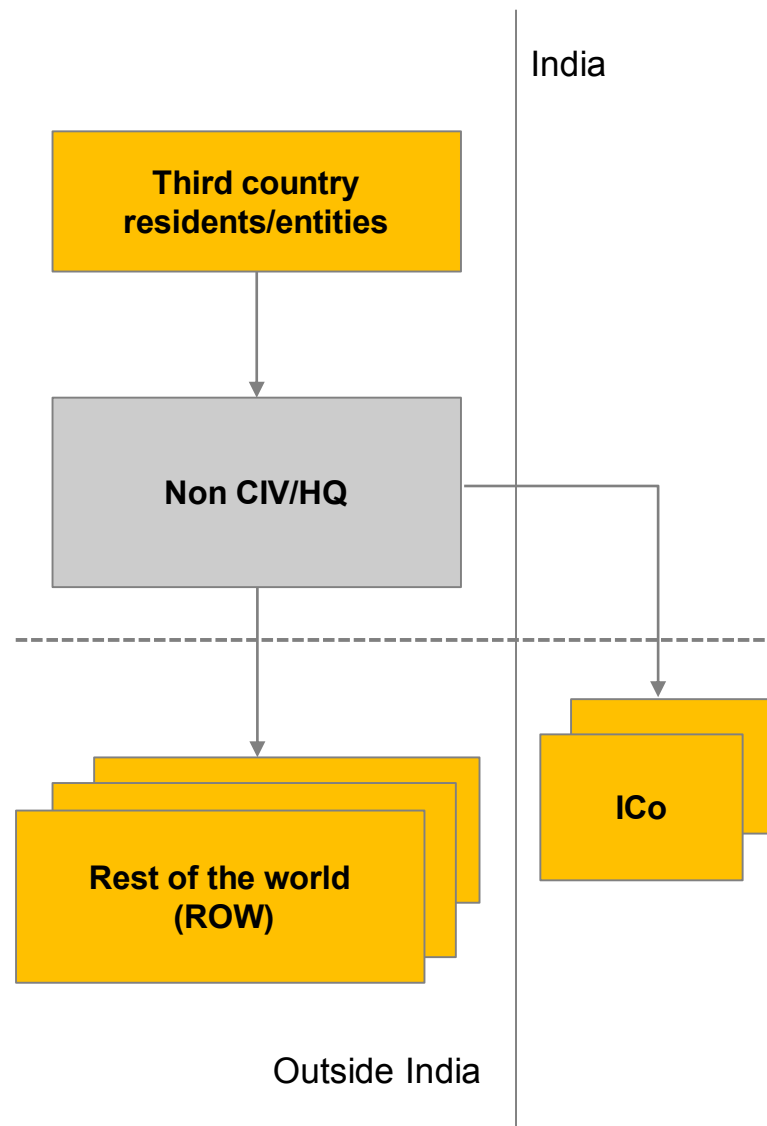 India
Third country
residents/entities
Non CIV/HQ
ICo
Rest of the world
(ROW)
Outside India